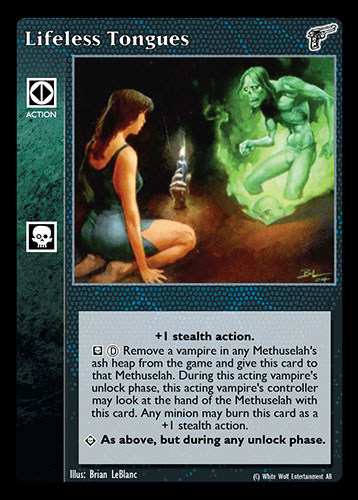 Lifeless Tongues
ACTION
+1 stealth action.
D Remove a vampire in any Methuselah's
ash heap from the game and give this card to
that Methuselah. During this acting vampire's
unlock phase, this acting vampire's controller
may look at the hand of the Methuselah with
this card. Any minion may burn this card as a
+1 stealth action.
As above, but during any unlock phase.
Illus: Brian LeBlanc
(C) White Wolf Entertainment AB